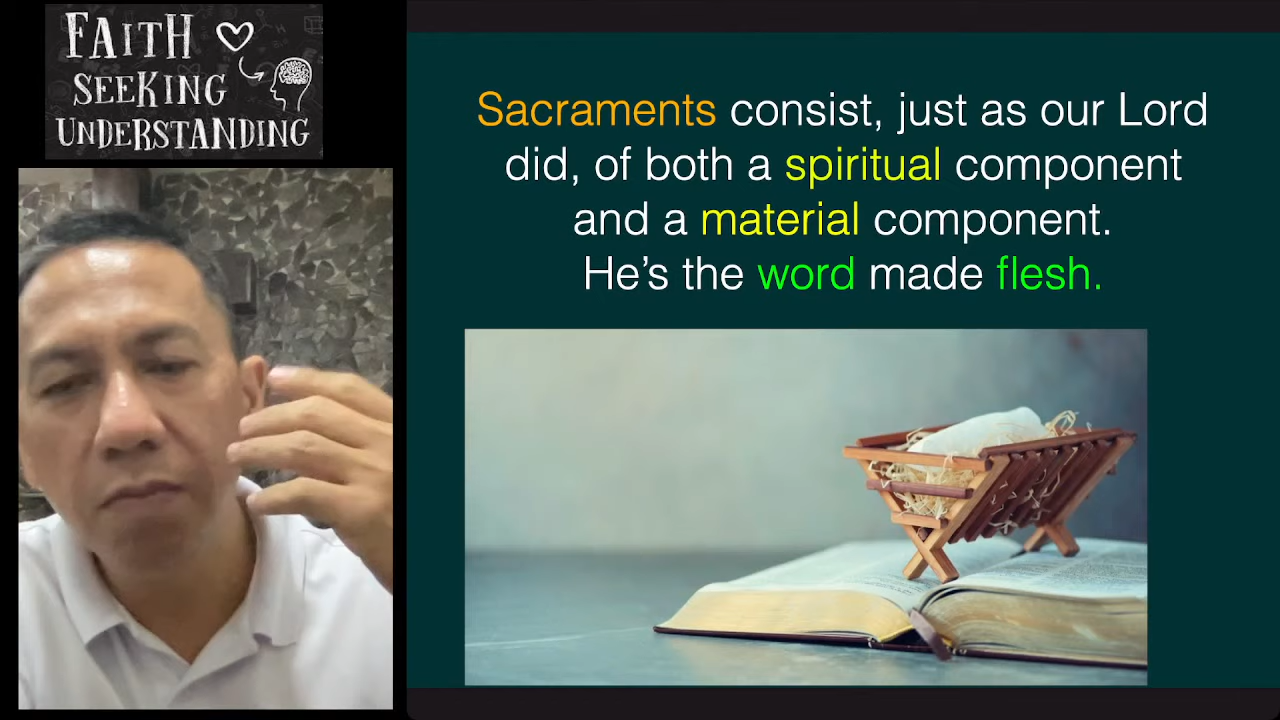 FAITH
SEEKING
UNDERSTANDING
Sacraments consist, just as our Lord
did, of both a spiritual component
and a material component.
He's the word made flesh.